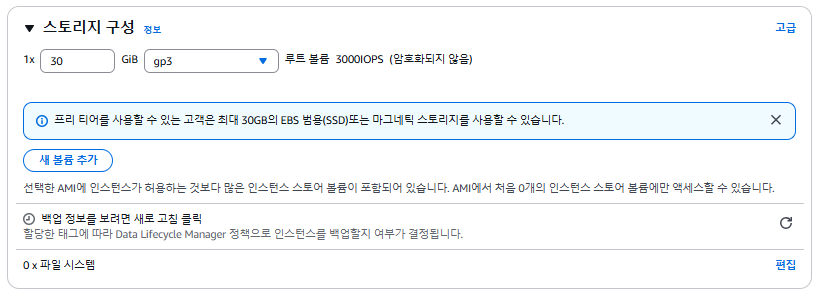 스토리지 구성 정보 고급
1x 30 GiB gp3 루트 볼륨 3000IOPS (암호화되지 않음)
프리 티어를 사용할 수 있는 고객은 최대 30GB의 EBS 범용(SSD)또는 마그네틱 스토리지를 사용할 수 있습니다.
새 볼륨 추가
선택한 AMI에 인스턴스가 허용하는 것보다 많은 인스턴스 스토어 볼륨이 포함되어 있습니다. AMI에서 처음 0개의 인스턴스 스토어 볼륨에만 액세스할 수 있습니다.
백업 정보를 보려면 새로 고침 클릭
할당한 태그에 따라 Data Lifecycle Manager 정책으로 인스턴스를 백업할지 여부가 결정됩니다.
0 x 파일 시스템 편집